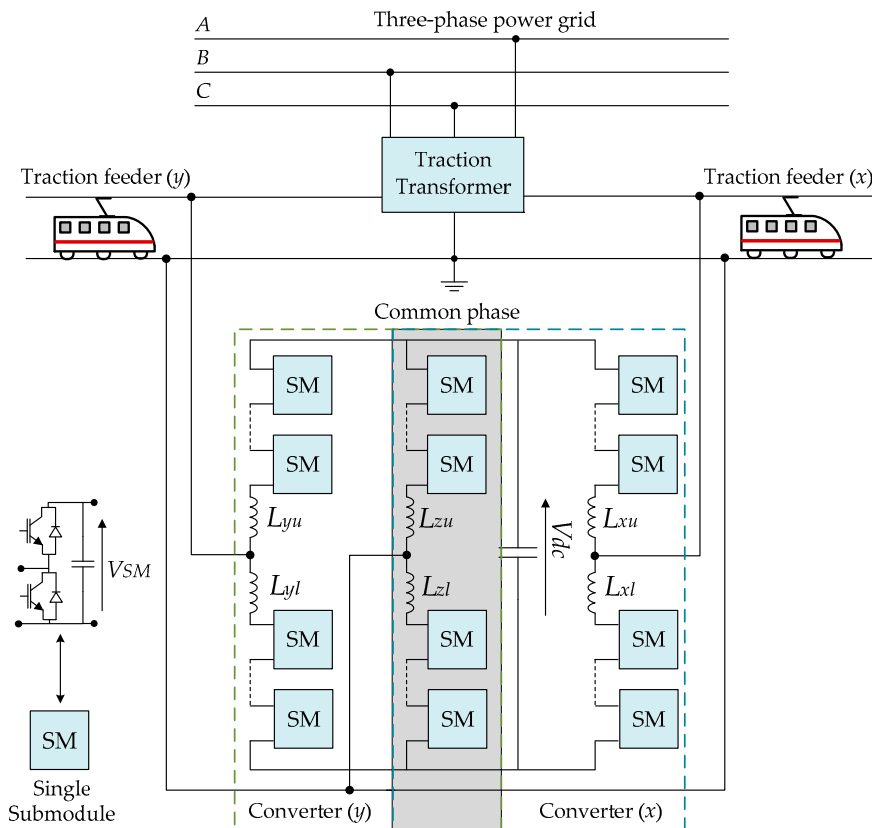 Three-phase power grid
A
B
C
Traction
Transformer
Traction feeder (y)
Traction feeder (x)
Common phase
SM
SM
SM
SM
SM
SM
Lyu
Lzu
Lxu
Vdc
VSM
Lyl
Lzl
Lxl
SM
SM
SM
SM
SM
SM
SM
Single
Submodule
Converter (y)
Converter (x)